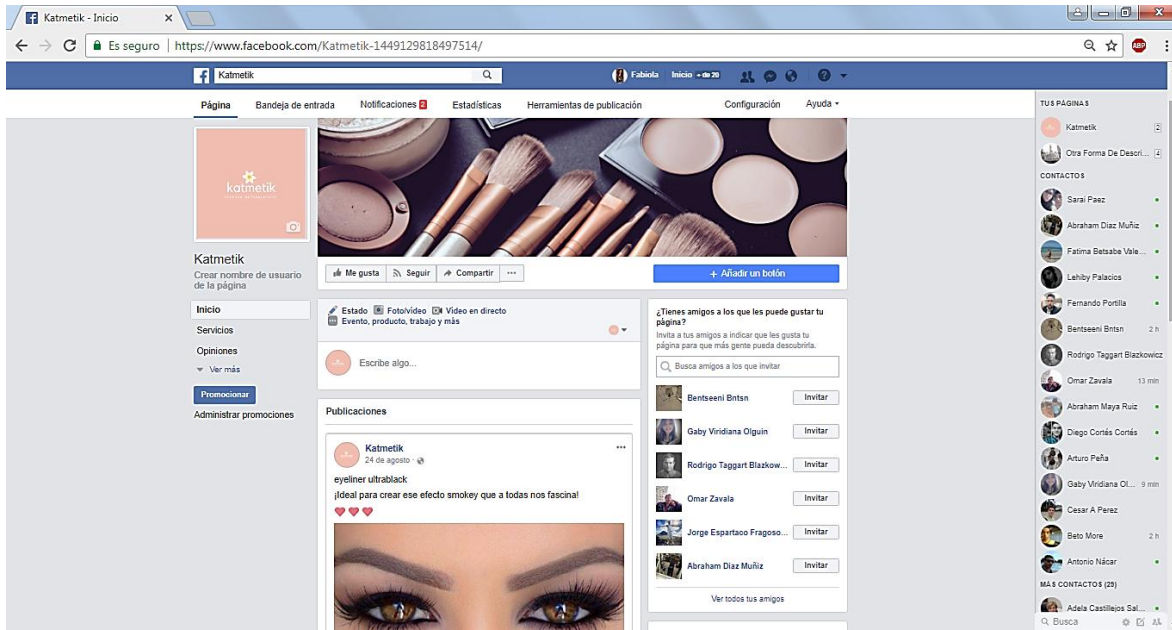 Katmetik - Inicio
Es seguro | https://www.facebook.com/Katmetik-1449129818497514/
ABP
Katmetik
Fabiola Inicio + de 20
Página Bandeja de entrada Notificaciones 2 Estadísticas Herramientas de publicación Configuración Ayuda
katmetik
Katmetik
Crear nombre de usuario
de la página
Inicio
Servicios
Opiniones
Ver más
Promocionar
Administrar promociones
Me gusta Seguir Compartir ...
+ Añadir un botón
Estado Foto/video Video en directo
Evento, producto, trabajo y más
Escribe algo...
Publicaciones
Katmetik
24 de agosto ·
eyeliner ultrablack
¡Ideal para crear ese efecto smokey que a todas nos fascina!
¿Tienes amigos a los que les puede gustar tu
página?
Invita a tus amigos a indicar que les gusta tu
página para que más gente pueda descubrirla.
Busca amigos a los que invitar
Bentseeni Bntsn Invitar
Gaby Viridiana Olguin Invitar
Rodrigo Taggart Blazkow... Invitar
Omar Zavala Invitar
Jorge Espartaco Fragoso... Invitar
Abraham Diaz Muñiz Invitar
Ver todos tus amigos
TUS PÁGINAS
Katmetik 2
Otra Forma De Descri... 4
CONTACTOS
Sarai Paez
Abraham Diaz Muñiz
Fatima Betsabe Vale...
Lehiby Palacios
Fernando Portilla
Bentseeni Bntsn 2 h
Rodrigo Taggart Blazkowicz
Omar Zavala 13 min
Abraham Maya Ruiz
Diego Cortés Cortés
Arturo Peña
Gaby Viridiana Ol... 9 min
Cesar A Perez
Beto More 2 h
Antonio Nácar
MÁS CONTACTOS (29)
Adela Castillejos Sal...
Busca